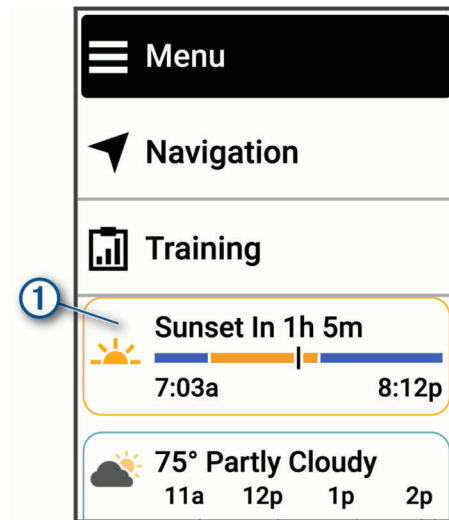 Menu
Navigation
Training
1
Sunset In 1h 5m
7:03a 8:12p
75° Partly Cloudy
11a 12p 1p 2p